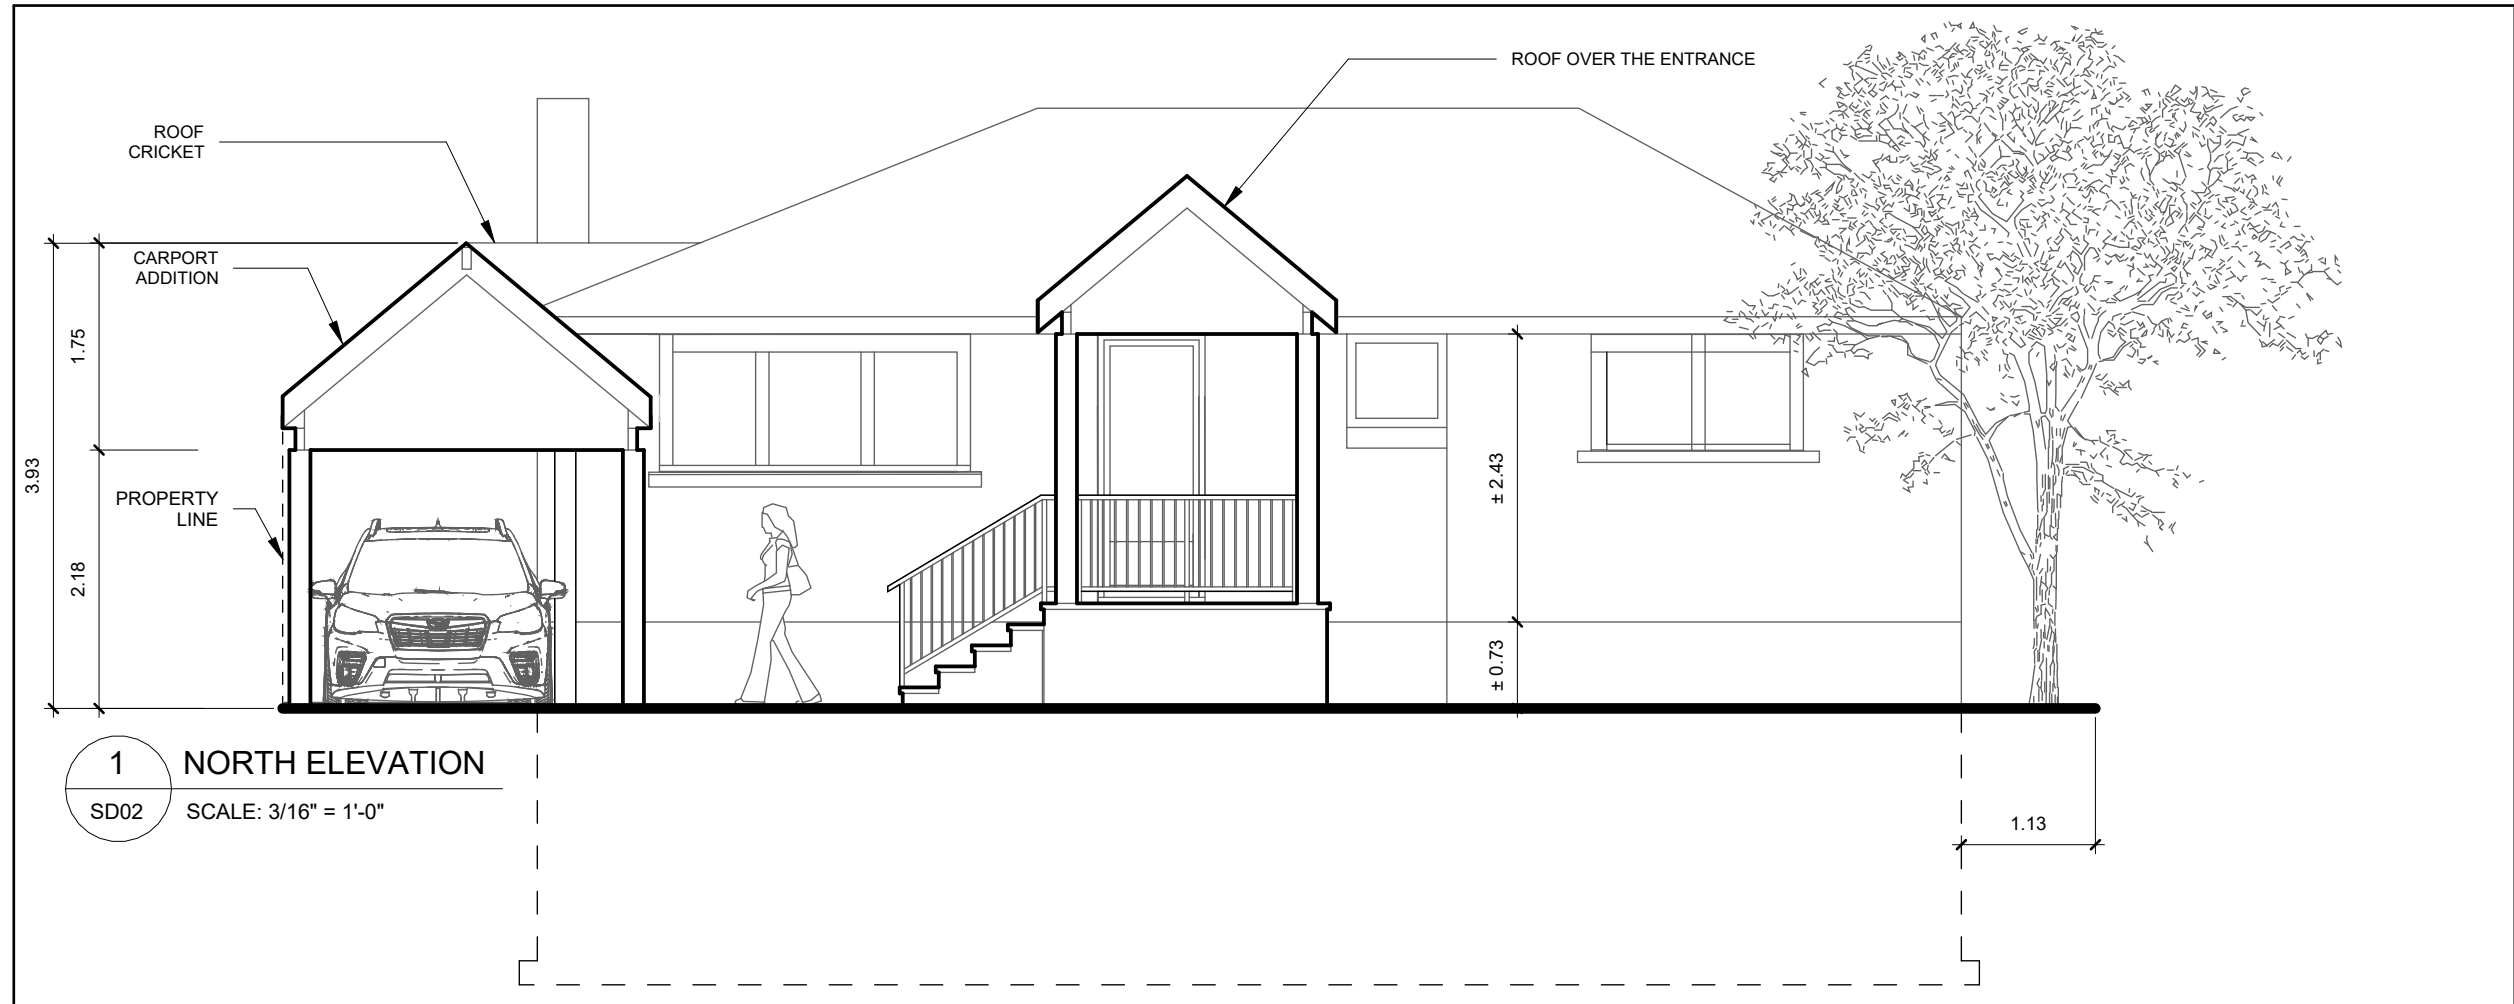 ROOF OVER THE ENTRANCE
ROOF
CRICKET
CARPORT
ADDITION
1.75
3.93
± 2.43
PROPERTY
LINE
2.18
± 0.73
1
NORTH ELEVATION
SD02
SCALE: 3/16" = 1'-0"
1.13